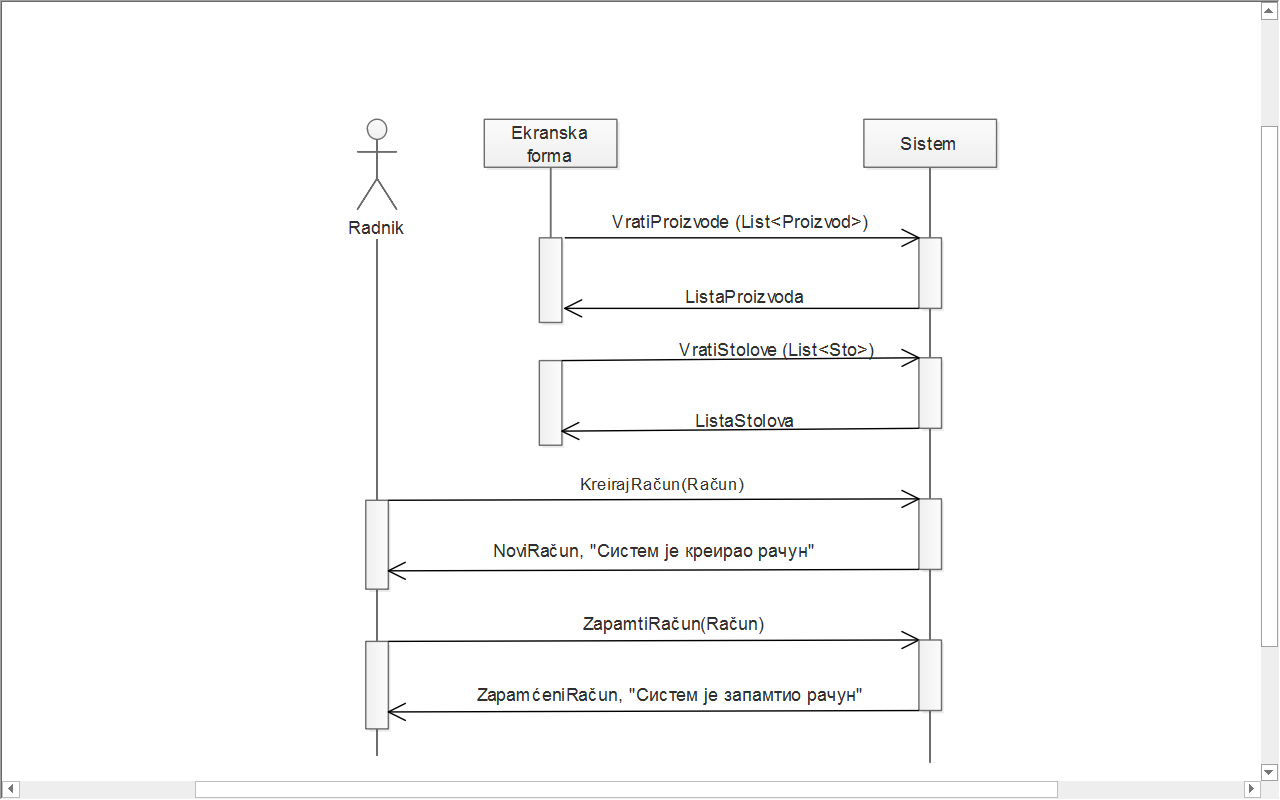 Ekranska
forma
Sistem
Radnik
VratiProizvode (List<Proizvod>)
ListaProizvoda
VratiStolove (List<Sto>)
ListaStolova
KreirajRačun(Račun)
NoviRačun, "Систем је креирао рачун"
ZapamtiRačun(Račun)
ZapamćeniRačun, "Систем је запамтио рачун"